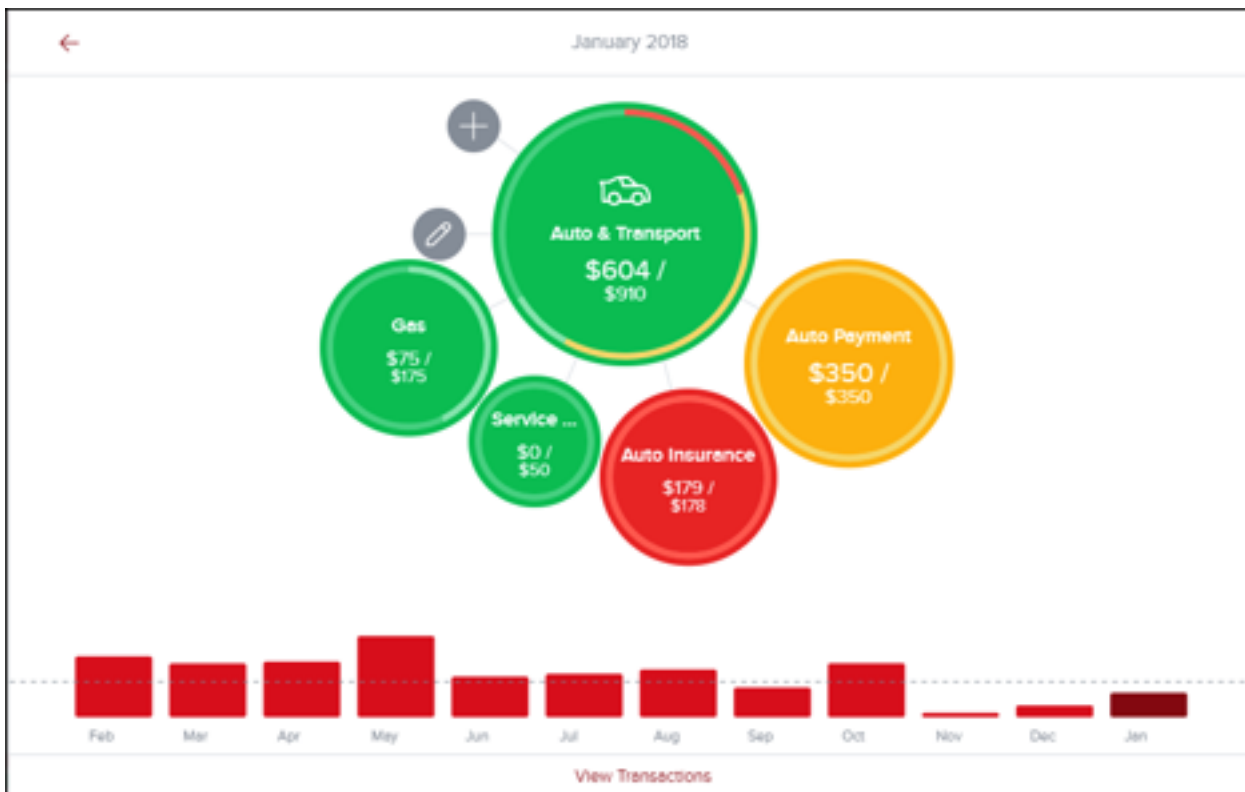 January 2018
Auto & Transport
$604 /
$910
Gas
$75 /
$175
Service ...
$0 /
$50
Auto Insurance
$179 /
$178
Auto Payment
$350 /
$350
Feb Mar Apr May Jun Jul Aug Sep Oct Nov Dec Jan
View Transactions